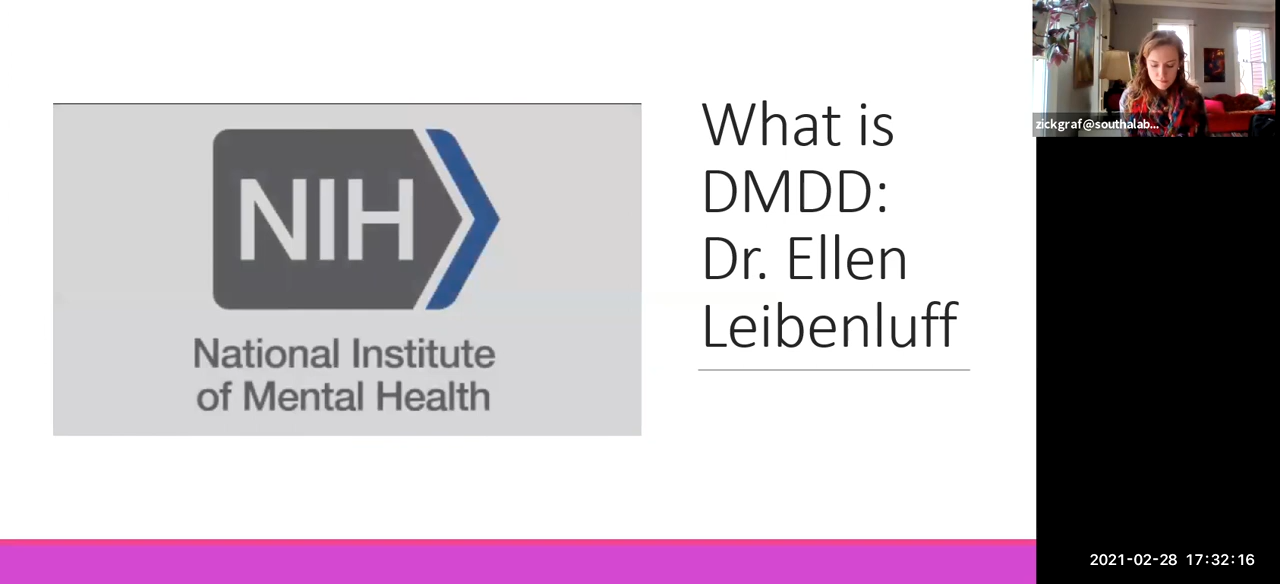 NIH
National Institute
of Mental Health
What is
DMDD:
Dr. Ellen
Leibenluff
zickgraf@southalab...
2021-02-28 17:32:16